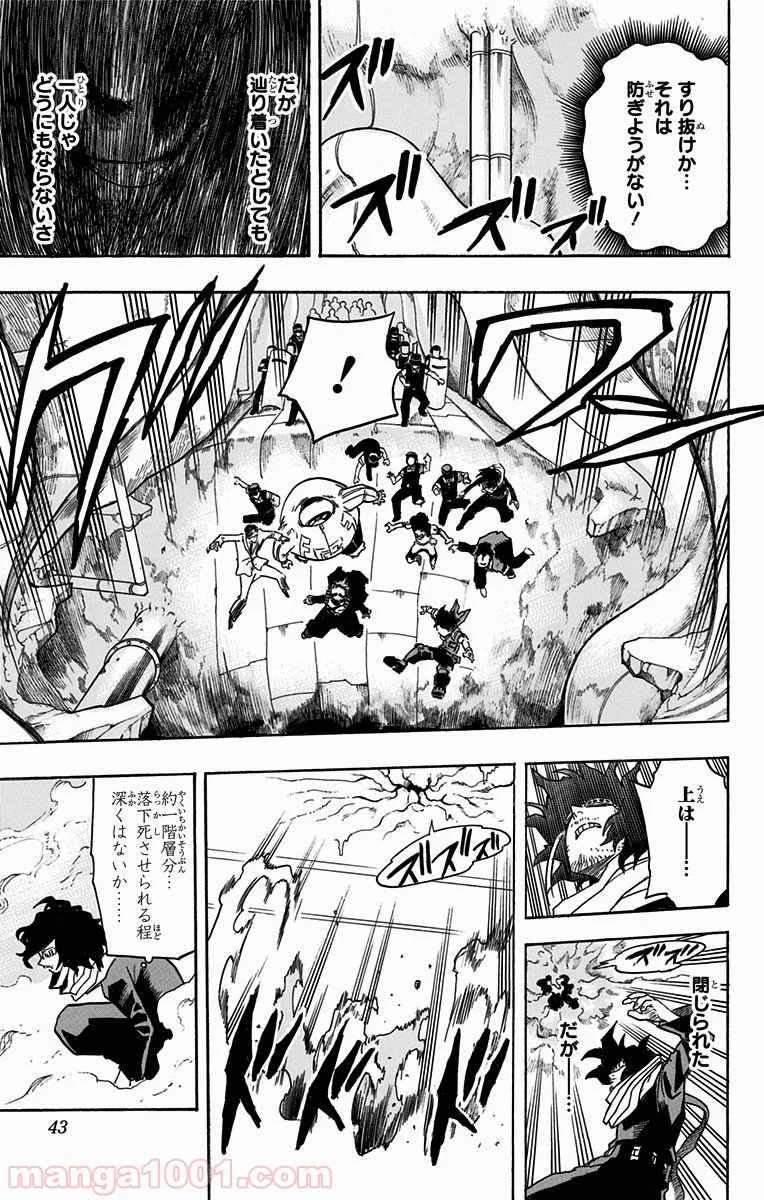 すり抜けか…
それは
防ぎようがない！
ズズズズ
だが
辿り着いたとしても
一人じゃ
どうにもならないさ
！
上は――
閉じられた
だが――
ズズズ
ズズズ
ドドド
約一階層分…
落下死させられる程
深くはないか……
43
manga1001.com